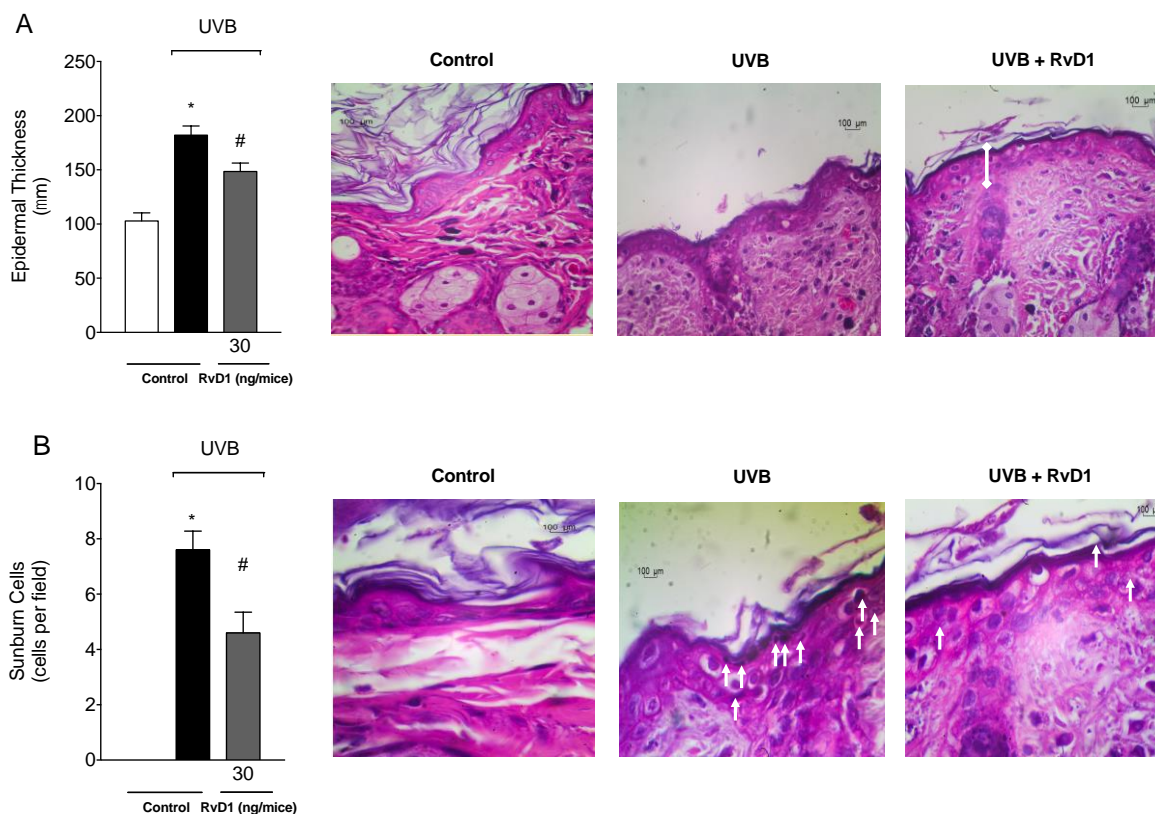 A
UVB
Epidermal Thickness
(mm)
250
200
150
100
50
0
*
#
30
Control
RvD1 (ng/mice)
Control
100 µm
UVB
100 µm
UVB + RvD1
100 µm
B
UVB
Sunburn Cells
(cells per field)
10
8
6
4
2
0
*
#
30
Control
RvD1 (ng/mice)
Control
100 µm
UVB
100 µm
UVB + RvD1
100 µm